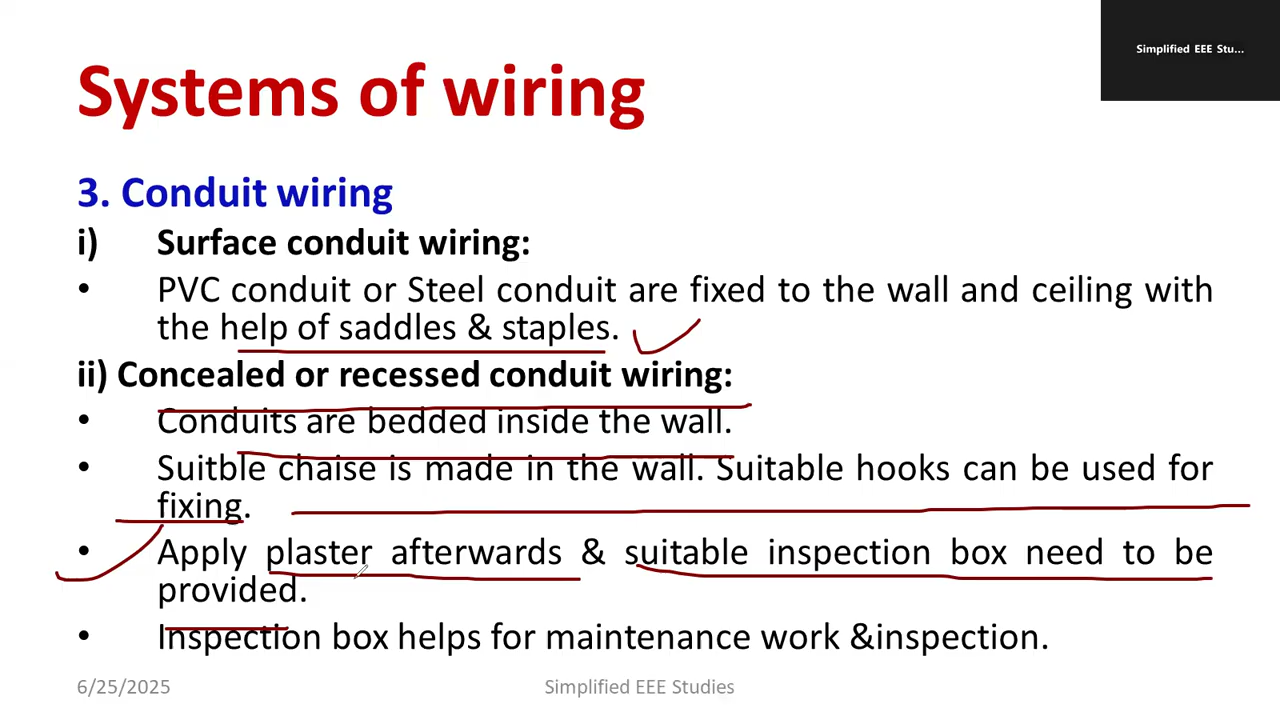 Simplified EEE Stu...
Systems of wiring
3. Conduit wiring
i) Surface conduit wiring:
• PVC conduit or Steel conduit are fixed to the wall and ceiling with
the help of saddles & staples.
ii) Concealed or recessed conduit wiring:
• Conduits are bedded inside the wall.
• Suitble chaise is made in the wall. Suitable hooks can be used for
fixing.
• Apply plaster afterwards & suitable inspection box need to be
provided.
• Inspection box helps for maintenance work &inspection.
6/25/2025 Simplified EEE Studies